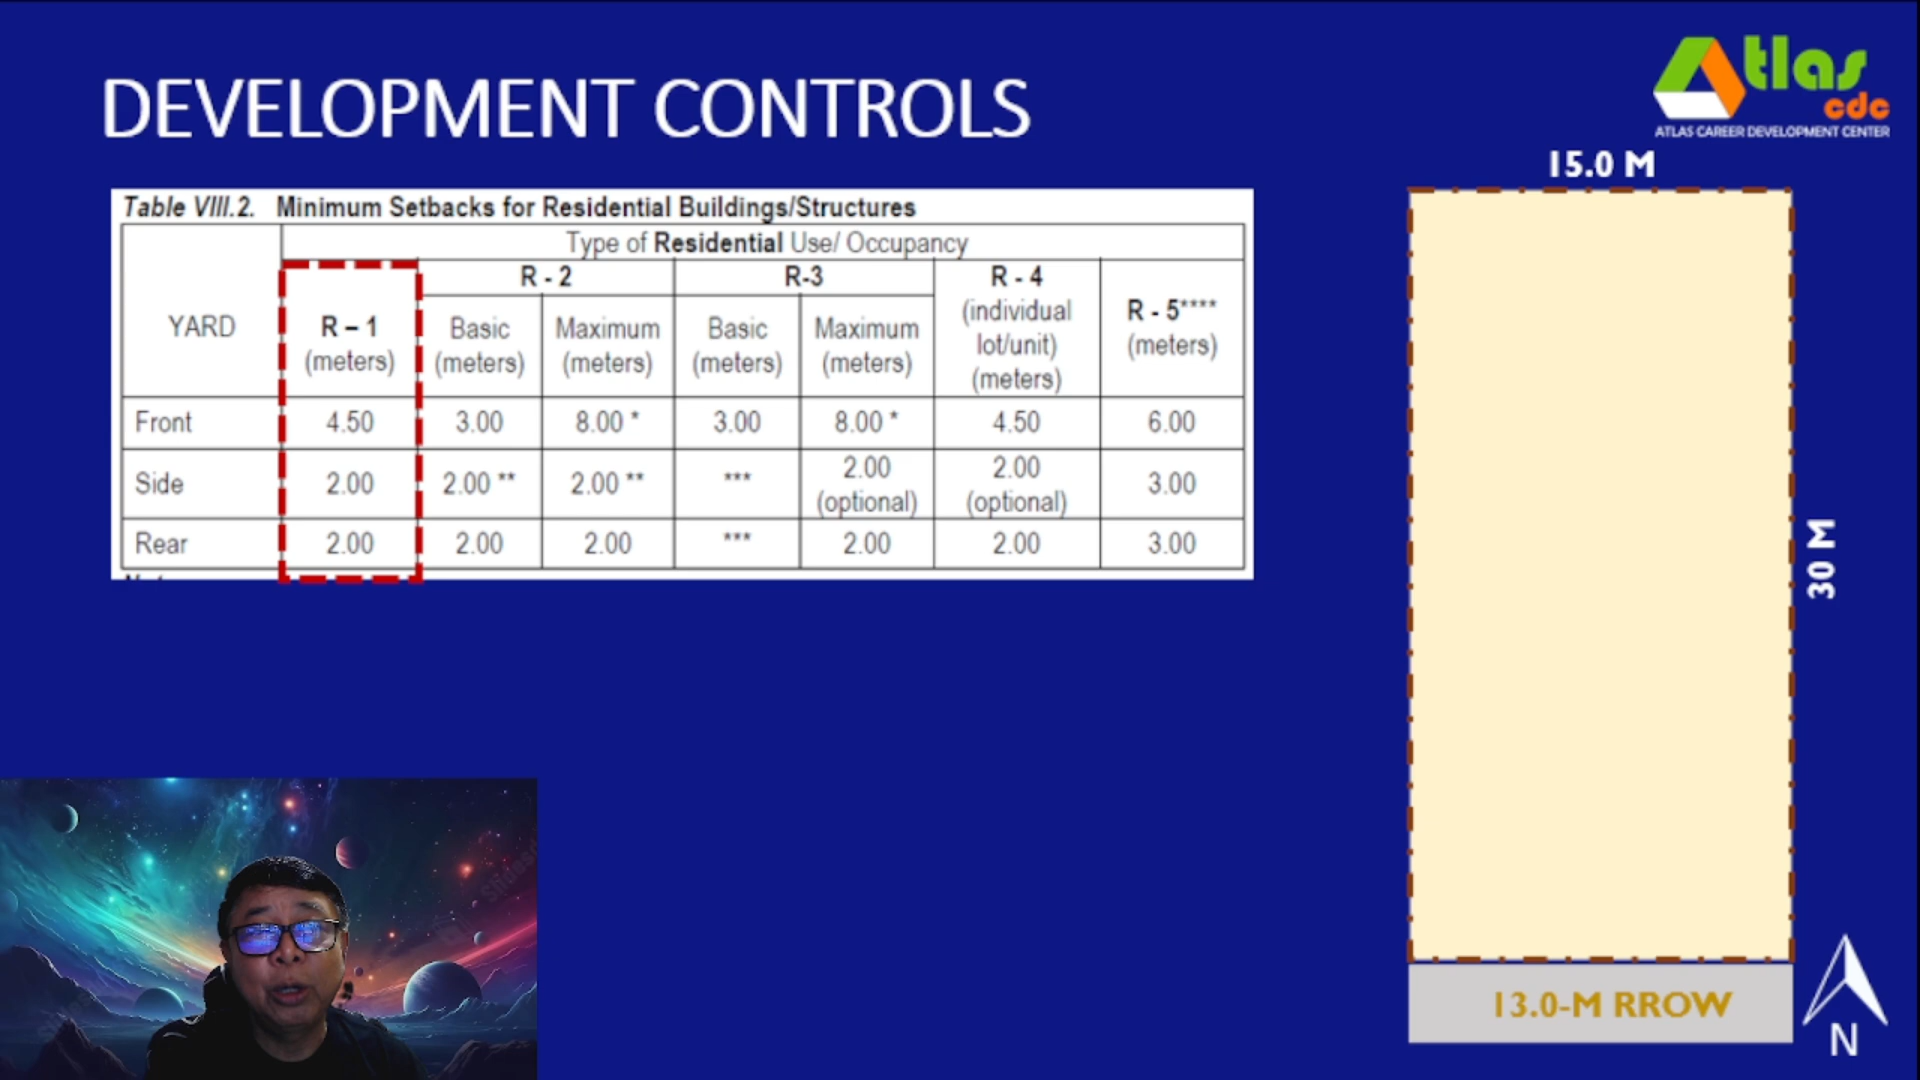 DEVELOPMENT CONTROLS
Atlas
cdc
ATLAS CAREER DEVELOPMENT CENTER
Table VIII.2. Minimum Setbacks for Residential Buildings/Structures
YARD
Type of Residential Use/ Occupancy
R – 1
(meters)
R - 2
R-3
R - 4
(individual
lot/unit)
(meters)
R - 5****
(meters)
Basic
(meters)
Maximum
(meters)
Basic
(meters)
Maximum
(meters)
Front 4.50 3.00 8.00 * 3.00 8.00 * 4.50 6.00
Side 2.00 2.00 ** 2.00 ** *** 2.00 (optional) 2.00 (optional) 3.00
Rear 2.00 2.00 2.00 *** 2.00 2.00 3.00
15.0 M
30 M
13.0-M RROW
N